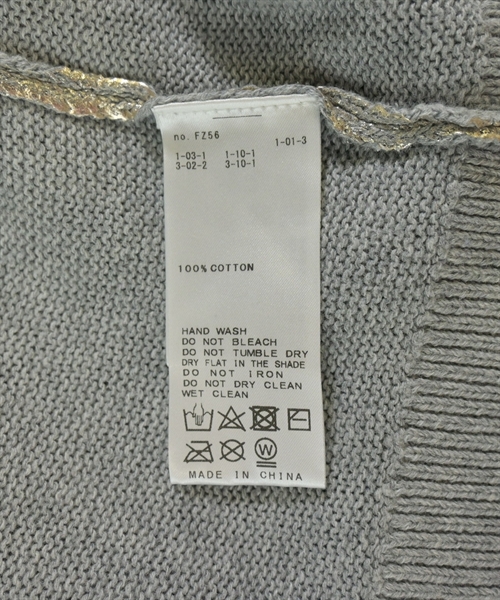 no. FZ56
1-01-3
1-03-1 1-10-1
3-02-2 3-10-1
100% COTTON
HAND WASH
DO NOT BLEACH
DO NOT TUMBLE DRY
DRY FLAT IN THE SHADE
DO NOT IRON
DO NOT DRY CLEAN
WET CLEAN
W
MADE IN CHINA